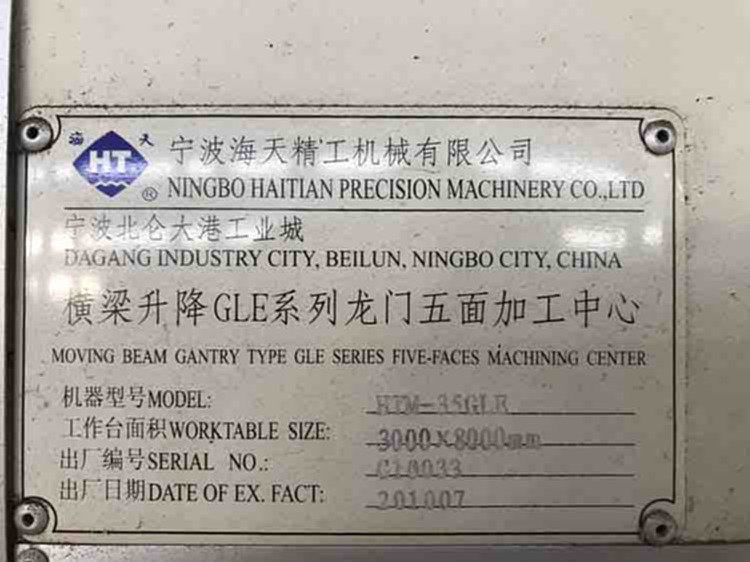 海 天
HT
®
宁波海天精工机械有限公司
NINGBO HAITIAN PRECISION MACHINERY CO.,LTD
宁波北仑大港工业城
DAGANG INDUSTRY CITY, BEILUN, NINGBO CITY, CHINA
横梁升降GLE系列龙门五面加工中心
MOVING BEAM GANTRY TYPE GLE SERIES FIVE-FACES MACHINING CENTER
机器型号MODEL: HTM-35GLE
工作台面积WORKTABLE SIZE: 3000×8000mm
出厂编号SERIAL NO.:
出厂日期DATE OF EX. FACT: 201007